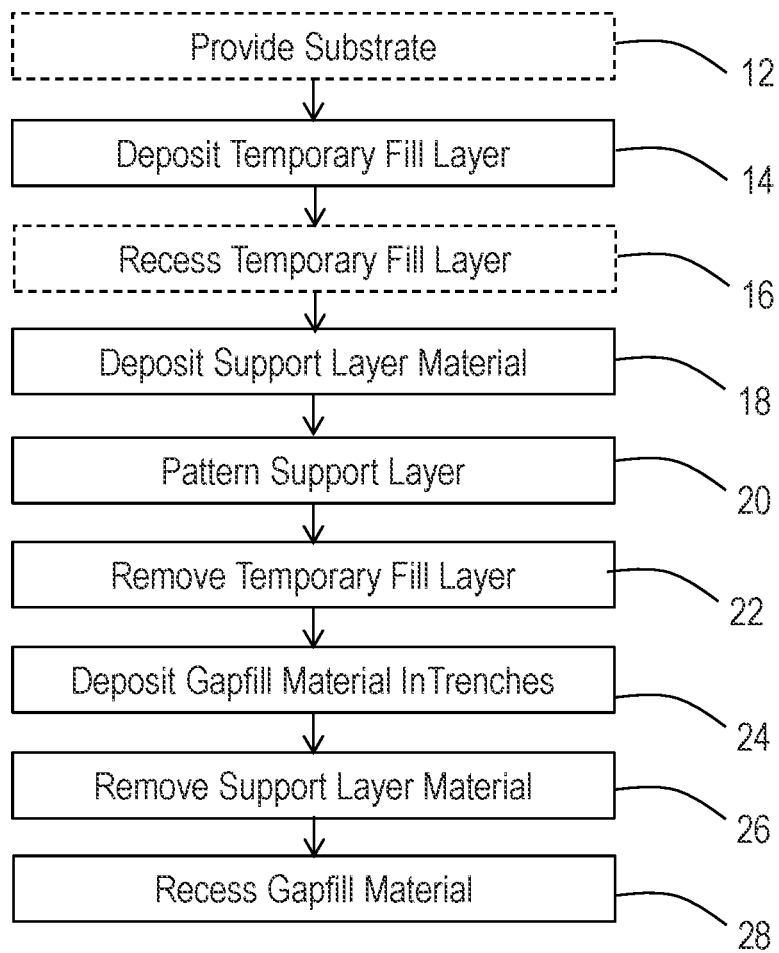 Provide Substrate
12
Deposit Temporary Fill Layer
14
Recess Temporary Fill Layer
16
Deposit Support Layer Material
18
Pattern Support Layer
20
Remove Temporary Fill Layer
22
Deposit Gapfill Material InTrenches
24
Remove Support Layer Material
26
Recess Gapfill Material
28